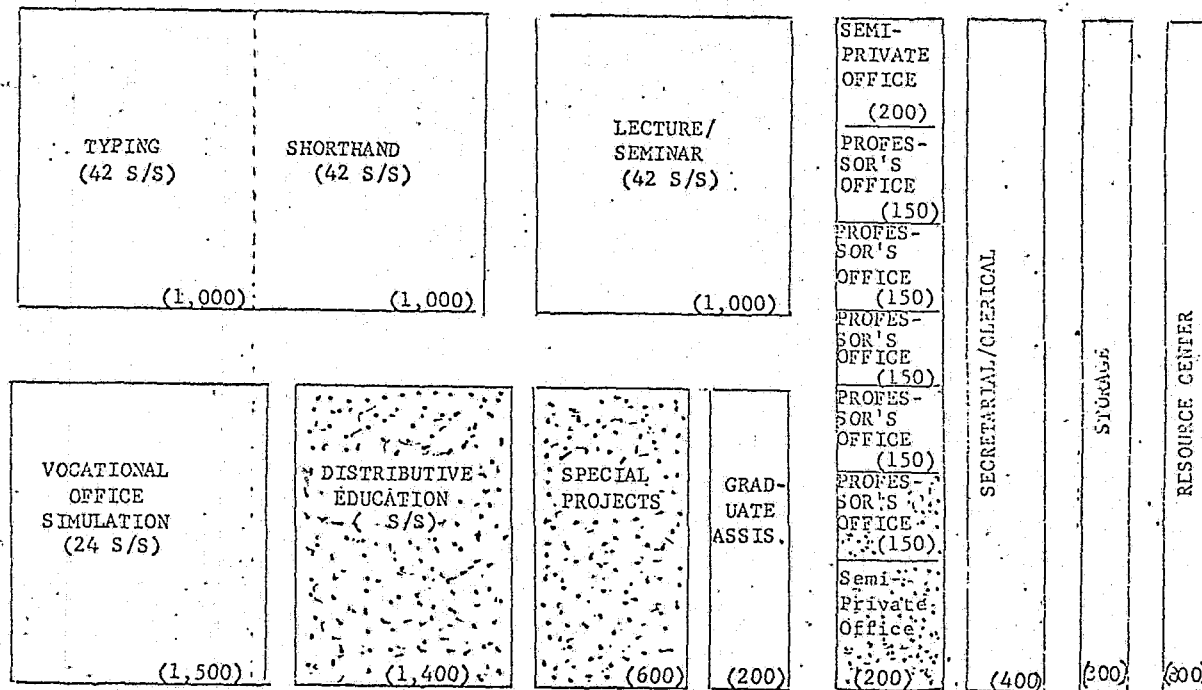 TYPING
(42 S/S)
(1,000)
SHORTHAND
(42 S/S)
(1,000)
LECTURE/
SEMINAR
(42 S/S)
(1,000)
SEMI-
PRIVATE
OFFICE
(200)
PROFES-
SOR'S
OFFICE
(150)
PROFES-
SOR'S
OFFICE
(150)
PROFES-
SOR'S
OFFICE
(150)
PROFES-
SOR'S
OFFICE
(150)
PROFES-
SOR'S
OFFICE
(150)
Semi-
Private
Office
(200)
SECRETARIAL/CLERICAL
(400)
STORAGE
(300)
RESOURCE CENTER
VOCATIONAL
OFFICE
SIMULATION
(24 S/S)
(1,500)
DISTRIBUTIVE
EDUCATION
( S/S)
(1,400)
SPECIAL
PROJECTS
(600)
GRAD-
UATE
ASSIS.
(200)